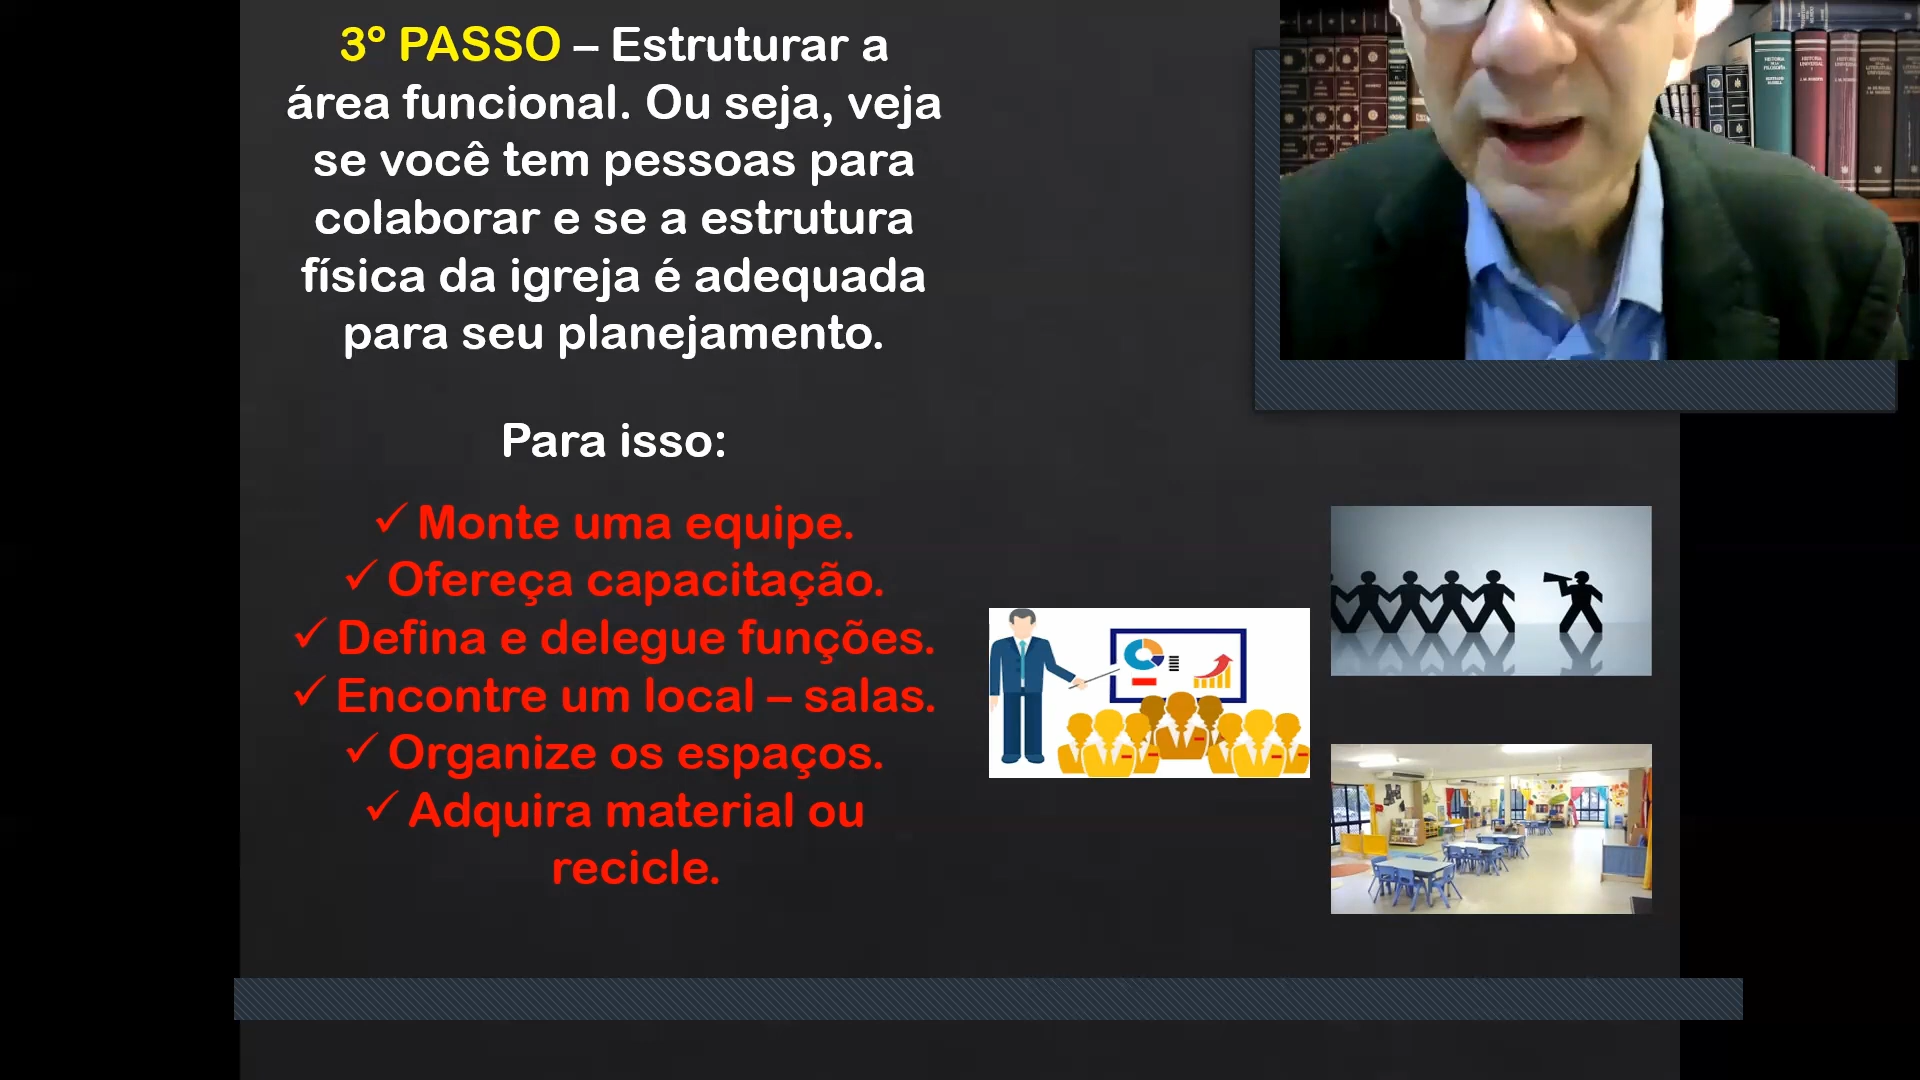 3º PASSO – Estruturar a
área funcional. Ou seja, veja
se você tem pessoas para
colaborar e se a estrutura
física da igreja é adequada
para seu planejamento.
Para isso:
✓ Monte uma equipe.
✓ Ofereça capacitação.
✓ Defina e delegue funções.
✓ Encontre um local – salas.
✓ Organize os espaços.
✓ Adquira material ou
recicle.